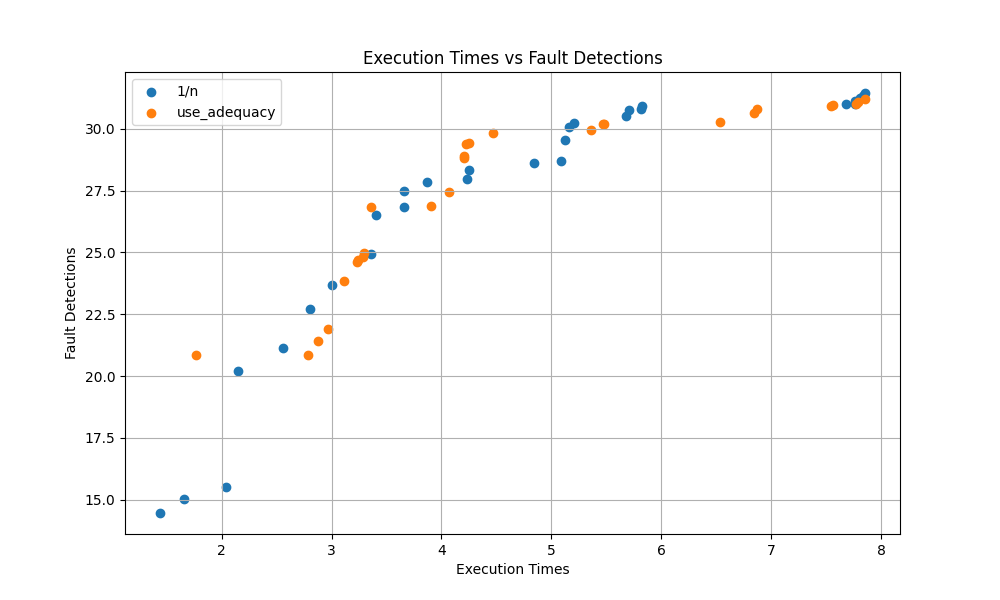 Execution Times vs Fault Detections
1/n
use_adequacy
30.0
27.5
25.0
22.5
20.0
17.5
15.0
Fault Detections
2 3 4 5 6 7 8
Execution Times